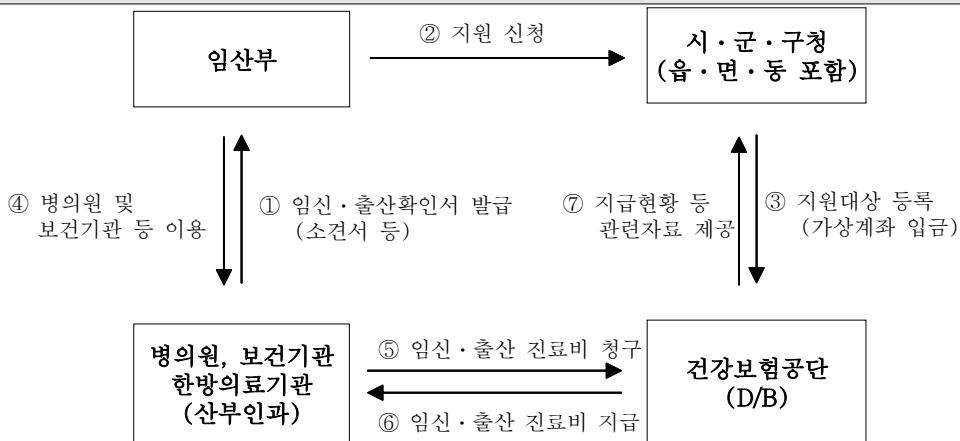 임산부
② 지원 신청
시·군·구청
(읍·면·동 포함)
④ 병의원 및
보건기관 등 이용
① 임신·출산확인서 발급
(소견서 등)
⑦ 지급현황 등
관련자료 제공
③ 지원대상 등록
(가상계좌 입금)
병의원, 보건기관
한방의료기관
(산부인과)
⑤ 임신·출산 진료비 청구
⑥ 임신·출산 진료비 지급
건강보험공단
(D/B)